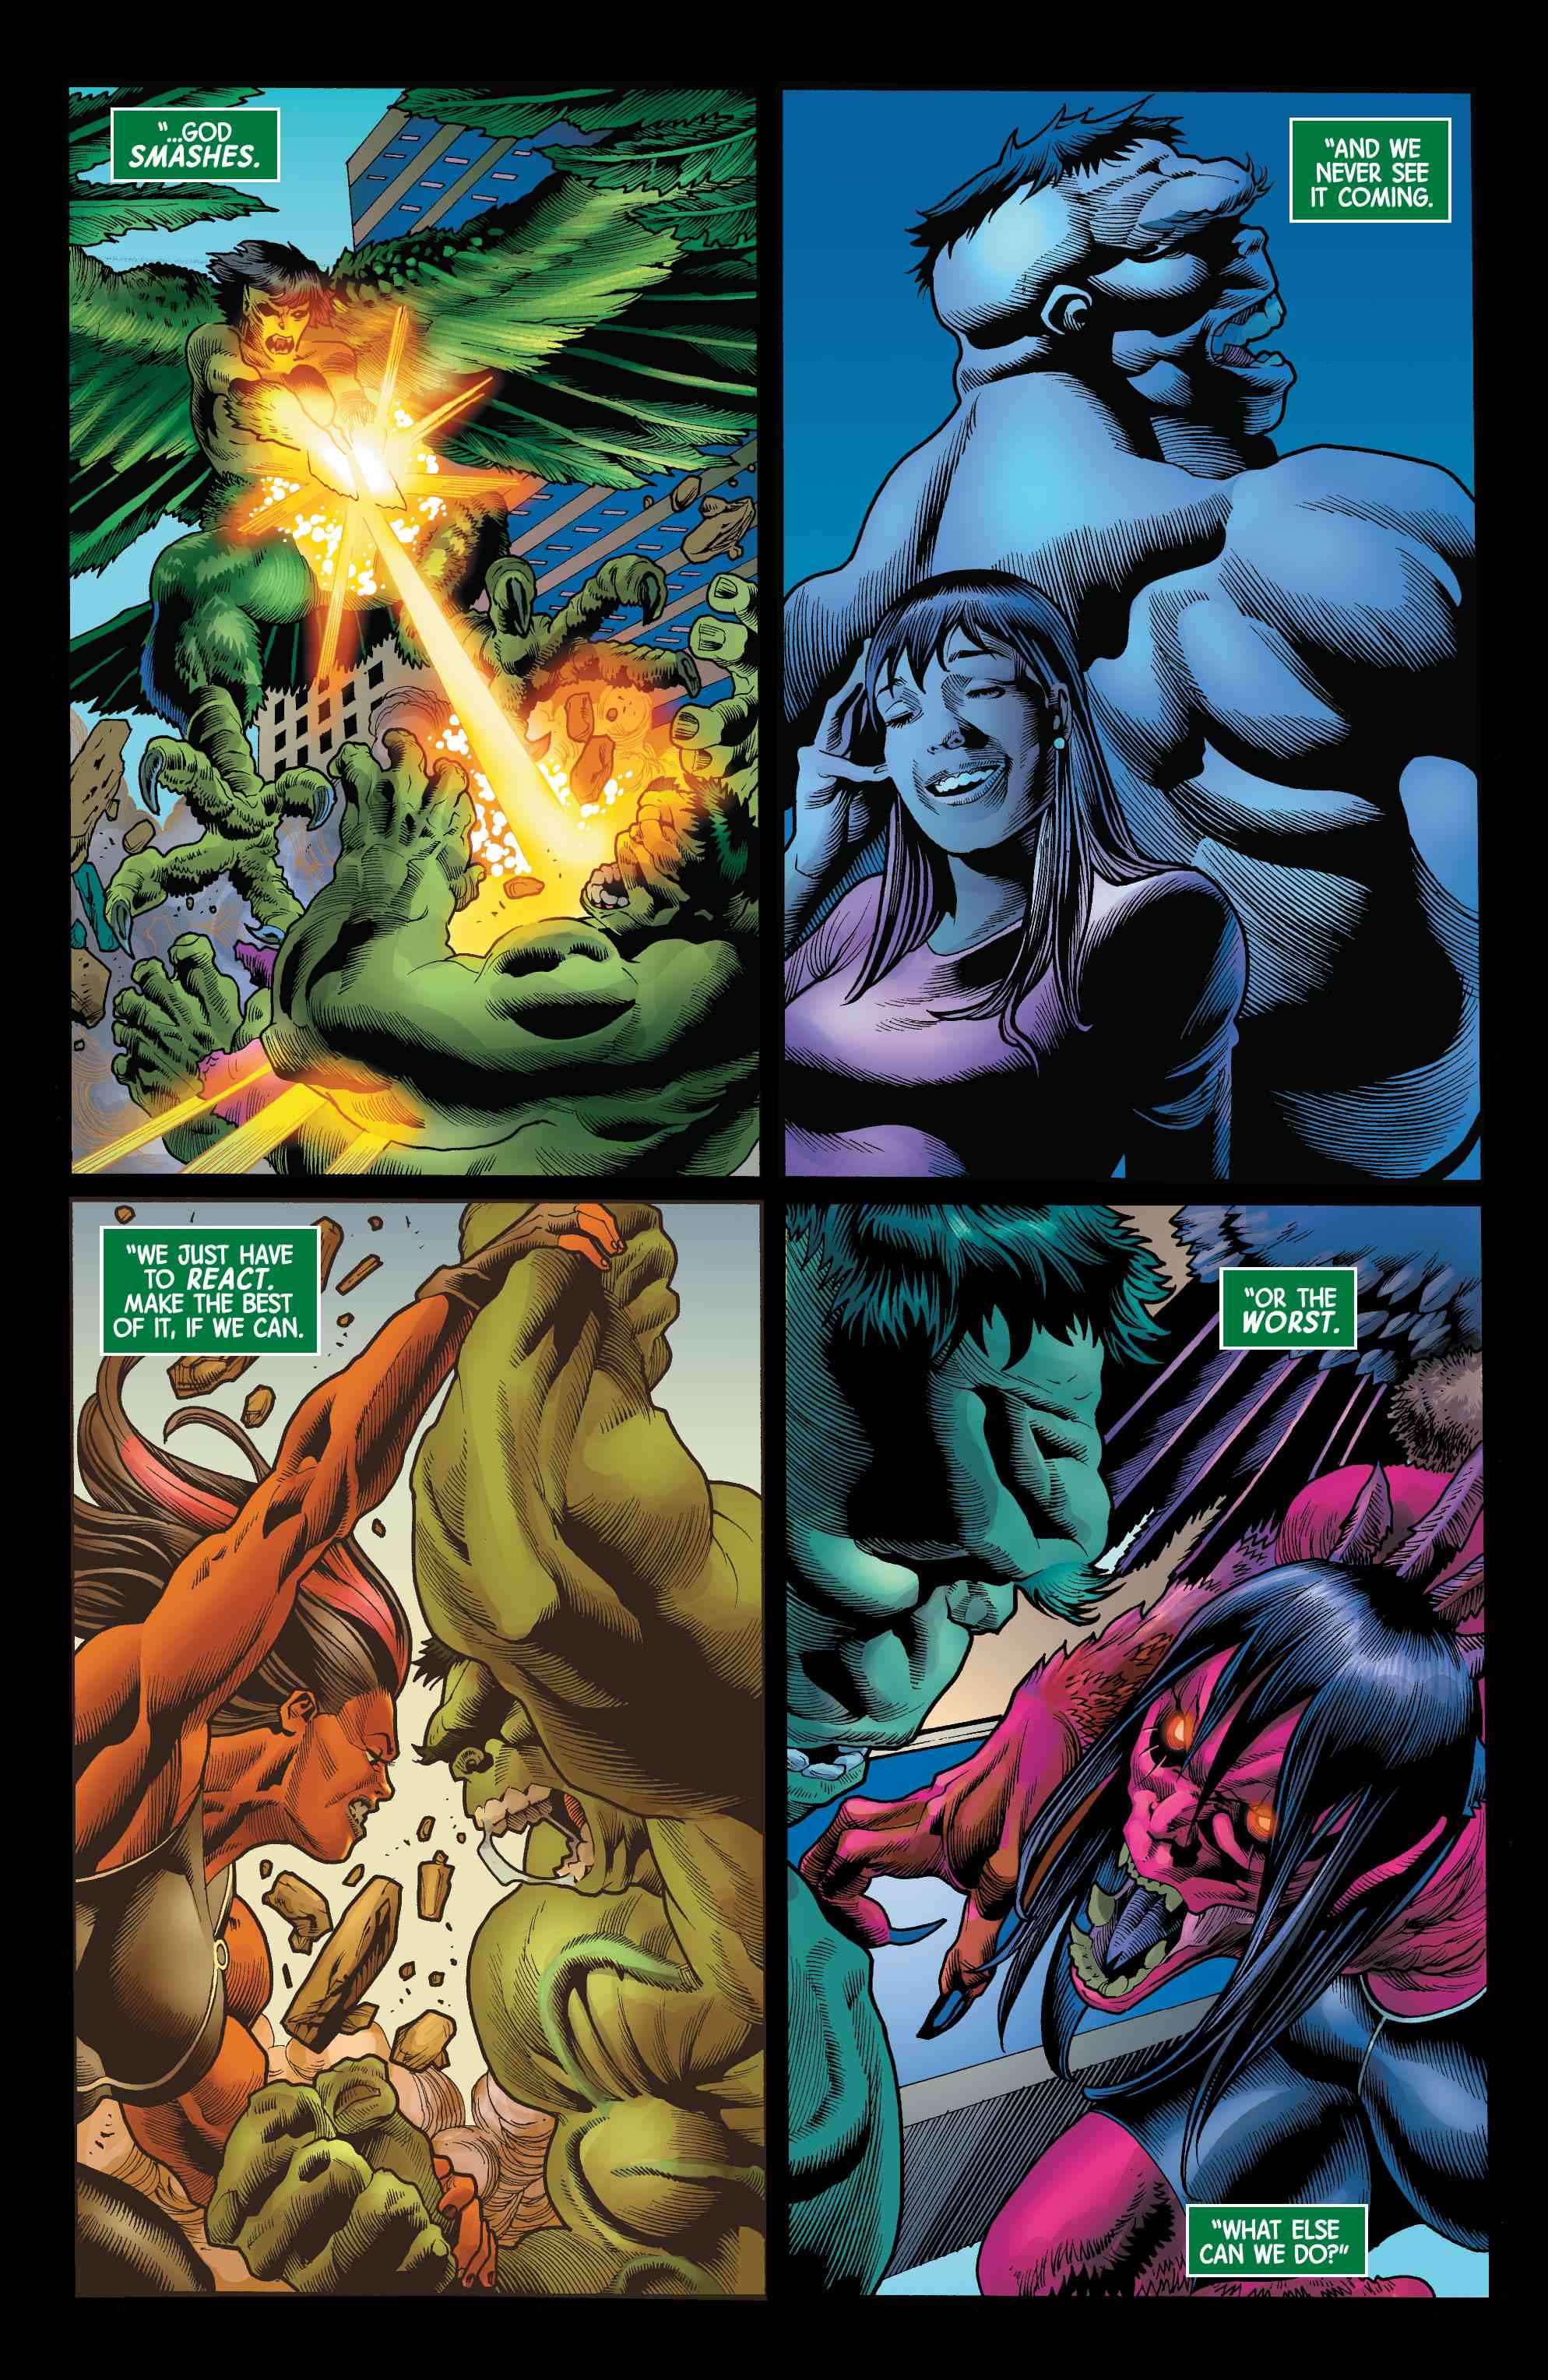 "...GOD
SMASHES.
"AND WE
NEVER SEE
IT COMING.
"WE JUST HAVE
TO REACT.
MAKE THE BEST
OF IT, IF WE CAN.
"OR THE
WORST.
"WHAT ELSE
CAN WE DO?"